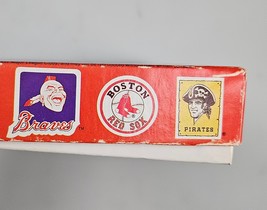 Braves
BOSTON
RED SOX
PIRATES